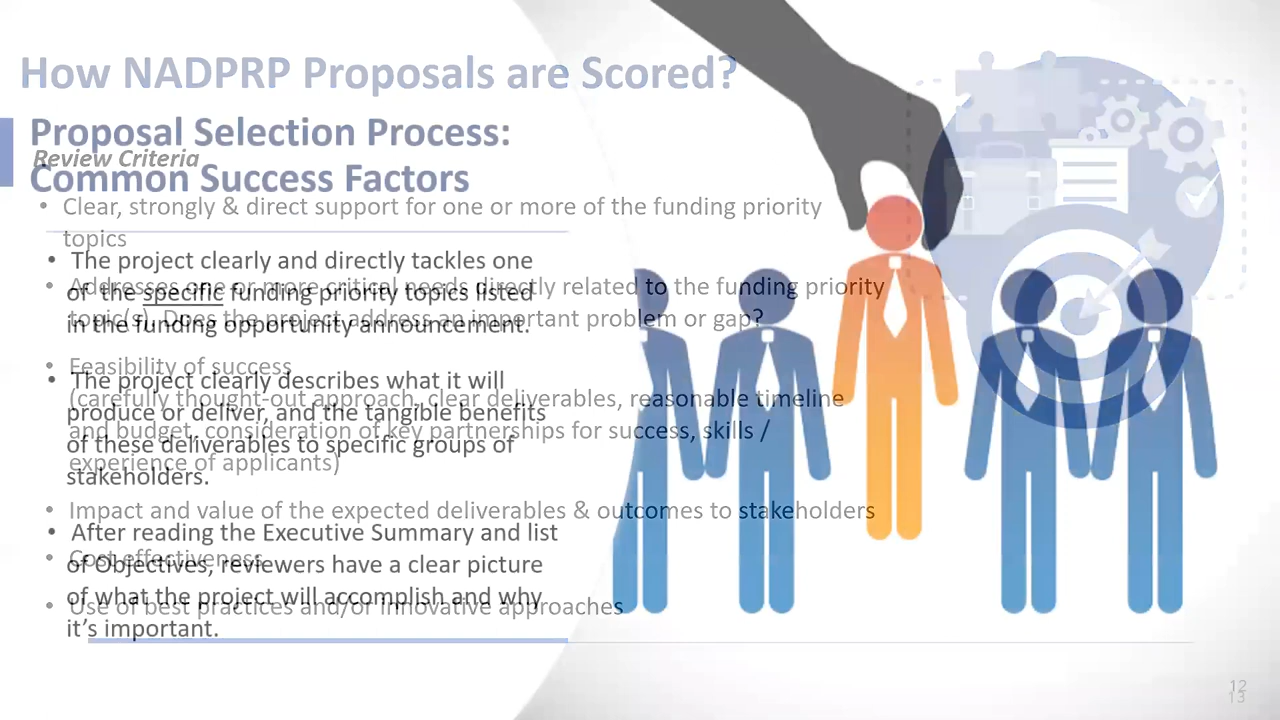 How NADPRP Proposals are Scored?
Review Criteria
• Clear, strongly & direct support for one or more of the funding priority
topics
• Addresses one or more critical needs directly related to the funding priority
topic(s). Does the project address an important problem or gap?
• Feasibility of success
(carefully thought-out approach, clear deliverables, reasonable timeline
and budget, consideration of key partnerships for success, skills /
experience of applicants)
• Impact and value of the expected deliverables & outcomes to stakeholders
• Cost effectiveness
• Use of best practices and/or innovative approaches
12
Proposal Selection Process:
Common Success Factors
• The project clearly and directly tackles one
of the specific funding priority topics listed
in the funding opportunity announcement.
• The project clearly describes what it will
produce or deliver, and the tangible benefits
of these deliverables to specific groups of
stakeholders.
• After reading the Executive Summary and list
of Objectives, reviewers have a clear picture
of what the project will accomplish and why
it’s important.
13